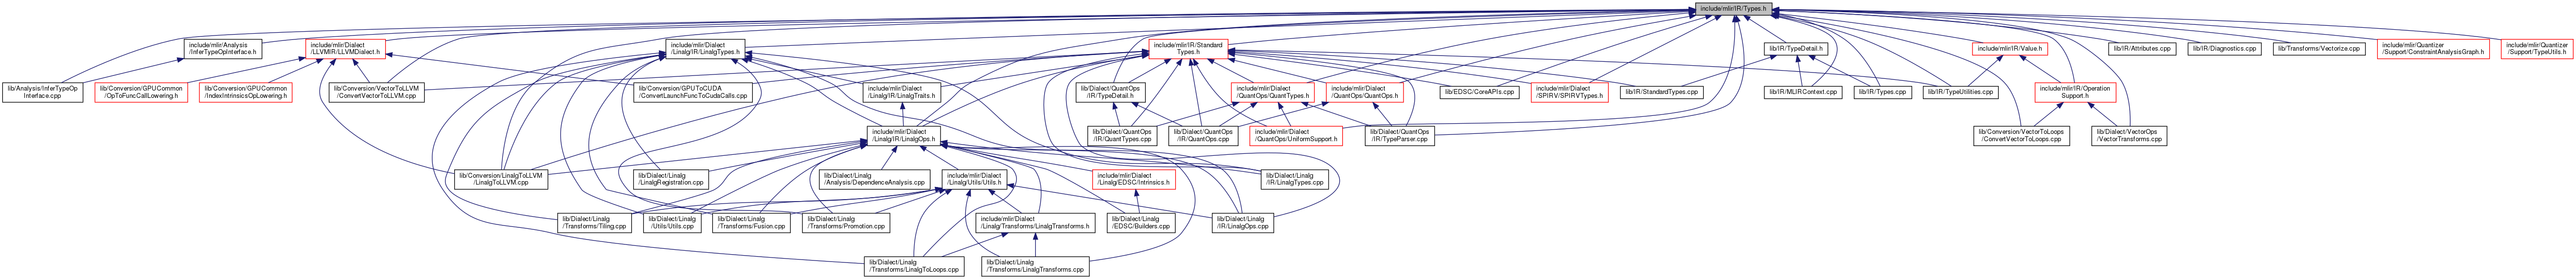 include/mlir/IR/Types.h
include/mlir/Analysis
/InferTypeOpInterface.h
include/mlir/Dialect
/LLVMIR/LLVMDialect.h
include/mlir/Dialect
/Linalg/IR/LinalgTypes.h
include/mlir/IR/Standard
Types.h
lib/IR/TypeDetail.h
include/mlir/IR/Value.h
lib/IR/Attributes.cpp
lib/IR/Diagnostics.cpp
lib/Transforms/Vectorize.cpp
include/mlir/Quantizer
/Support/ConstraintAnalysisGraph.h
include/mlir/Quantizer
/Support/TypeUtils.h
lib/Analysis/InferTypeOp
Interface.cpp
lib/Conversion/GPUCommon
/OpToFuncCallLowering.h
include/mlir/Conversion/GPUCommon
/IndexIntrinsicsOpLowering.h
lib/Conversion/VectorToLLVM
/ConvertVectorToLLVM.cpp
lib/Conversion/GPUToCUDA
/ConvertLaunchFuncToCudaCalls.cpp
include/mlir/Dialect
/Linalg/IR/LinalgTraits.h
lib/Dialect/QuantOps
/IR/TypeDetail.h
include/mlir/Dialect
/QuantOps/QuantTypes.h
include/mlir/Dialect
/QuantOps/QuantOps.h
lib/EDSC/CoreAPIs.cpp
include/mlir/Dialect
/SPIRV/SPIRVTypes.h
lib/IR/StandardTypes.cpp
lib/IR/MLIRContext.cpp
lib/IR/Types.cpp
lib/IR/TypeUtilities.cpp
include/mlir/IR/Operation
Support.h
include/mlir/Dialect
/Linalg/IR/LinalgOps.h
lib/Dialect/QuantOps
/IR/QuantTypes.cpp
lib/Dialect/QuantOps
/IR/QuantOps.cpp
include/mlir/Dialect
/QuantOps/UniformSupport.h
lib/Dialect/QuantOps
/IR/TypeParser.cpp
lib/Conversion/VectorToLoops
/ConvertVectorToLoops.cpp
lib/Dialect/VectorOps
/VectorTransforms.cpp
lib/Conversion/LinalgToLLVM
/LinalgToLLVM.cpp
lib/Dialect/Linalg
/LinalgRegistration.cpp
lib/Dialect/Linalg
/Analysis/DependenceAnalysis.cpp
include/mlir/Dialect
/Linalg/Utils/Utils.h
include/mlir/Dialect
/Linalg/EDSC/Intrinsics.h
lib/Dialect/Linalg
/IR/LinalgTypes.cpp
lib/Dialect/Linalg
/Transforms/Tiling.cpp
lib/Dialect/Linalg
/Utils/Utils.cpp
lib/Dialect/Linalg
/Transforms/Fusion.cpp
lib/Dialect/Linalg
/Transforms/Promotion.cpp
include/mlir/Dialect
/Linalg/Transforms/LinalgTransforms.h
lib/Dialect/Linalg
/EDSC/Builders.cpp
lib/Dialect/Linalg
/IR/LinalgOps.cpp
lib/Dialect/Linalg
/Transforms/LinalgToLoops.cpp
lib/Dialect/Linalg
/Transforms/LinalgTransforms.cpp